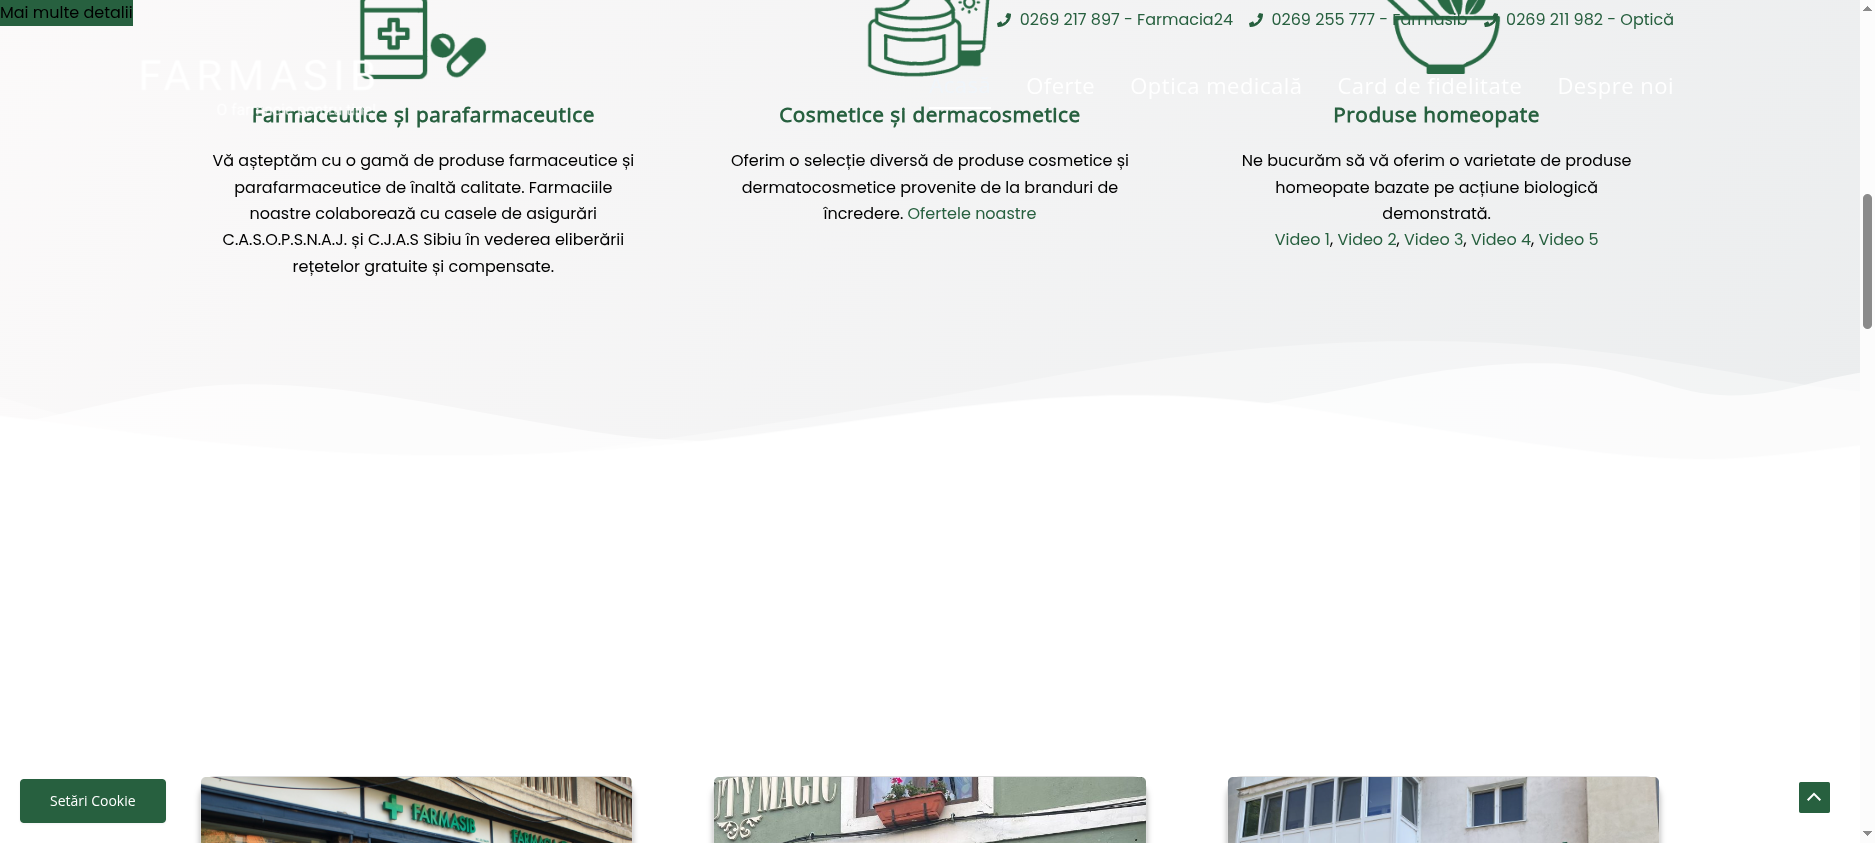 Mai multe detalii
0269 217 897 - Farmacia24
0269 255 777 - Farmasib
0269 211 982 - Optică
FARMASIB
Oferte
Optica medicală
Card de fidelitate
Despre noi
Farmaceutice și parafarmaceutice
Vă așteptăm cu o gamă de produse farmaceutice și
parafarmaceutice de înaltă calitate. Farmaciile
noastre colaborează cu casele de asigurări
C.A.S.O.P.S.N.A.J. și C.J.A.S Sibiu în vederea eliberării
rețetelor gratuite și compensate.
Cosmetice și dermacosmetice
Oferim o selecție diversă de produse cosmetice și
dermatocosmetice provenite de la branduri de
încredere. Ofertele noastre
Produse homeopate
Ne bucurăm să vă oferim o varietate de produse
homeopate bazate pe acțiune biologică
demonstrată.
Video 1, Video 2, Video 3, Video 4, Video 5
Setări Cookie
FARMASIB